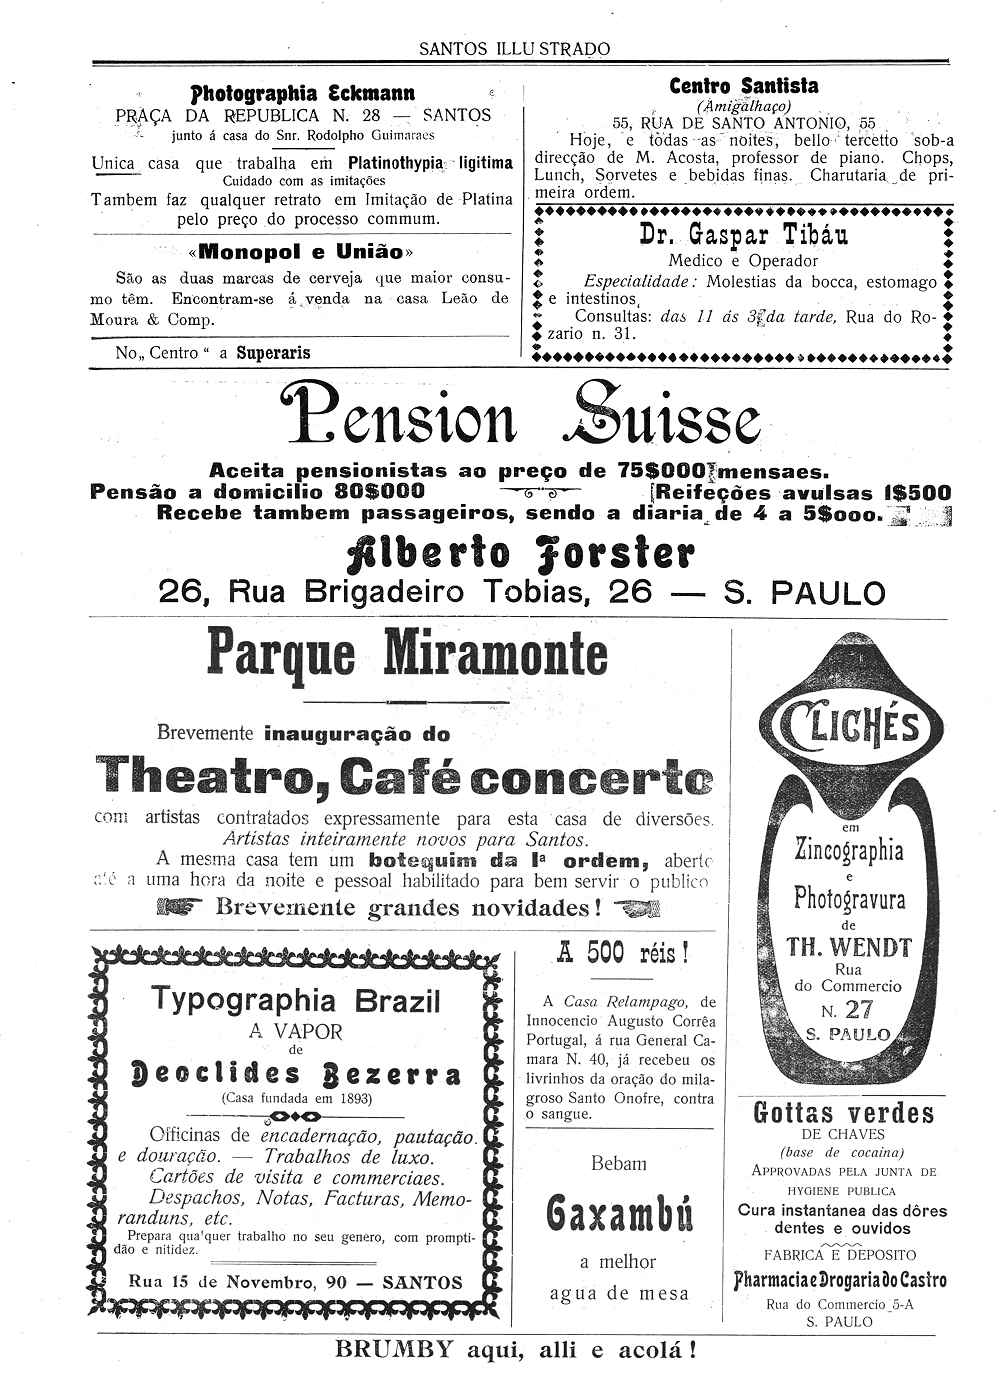 SANTOS ILLUSTRADO
Photographia Eckmann
PRAÇA DA REPUBLICA N. 28 — SANTOS
junto á casa do Snr. Rodolpho Guimaraes
Unica casa que trabalha em Platinothypia ligitima
Cuidado com as imitações
Tambem faz qualquer retrato em Imitação de Platina
pelo preço do processo commum.
«Monopol e União»
São as duas marcas de cerveja que maior consu-
mo têm. Encontram-se á venda na casa Leão de
Moura & Comp.
No „ Centro “ a Superaris
Centro Santista
(Amigalhaço)
55, RUA DE SANTO ANTONIO, 55
Hoje, e todas as noites, bello tercetto sob-a
direcção de M. Acosta, professor de piano. Chops,
Lunch, Sorvetes e bebidas finas. Charutaria de pri-
meira ordem.
Dr. Gaspar Tibáu
Medico e Operador
Especialidade: Molestias da bocca, estomago
e intestinos,
Consultas: das 11 ás 3 da tarde, Rua do Ro-
zario n. 31.
Pension Suisse
Aceita pensionistas ao preço de 75$000 mensaes.
Pensão a domicilio 80$000 Reifeções avulsas 1$500
Recebe tambem passageiros, sendo a diaria de 4 a 5$ooo.
Alberto Forster
26, Rua Brigadeiro Tobias, 26 — S. PAULO
Parque Miramonte
Brevemente inauguração do
Theatro, Café concerto
com artistas contratados expressamente para esta casa de diversões.
Artistas inteiramente novos para Santos.
A mesma casa tem um botequim da 1ª ordem, aberto
até a uma hora da noite e pessoal habilitado para bem servir o publico
Brevemente grandes novidades!
CLICHÉS
em
Zincographia
e
Photogravura
de
TH. WENDT
Rua
do Commercio
N. 27
S. PAULO
Typographia Brazil
A VAPOR
de
Deoclides Bezerra
(Casa fundada em 1893)
Officinas de encadernação, pautação.
e douração. — Trabalhos de luxo.
Cartões de visita e commerciaes.
Despachos, Notas, Facturas, Memo-
randuns, etc.
Prepara qua'quer trabalho no seu genero, com prompti-
dão e nitidez.
Rua 15 de Novembro, 90 — SANTOS
A 500 réis!
A Casa Relampago, de
Innocencio Augusto Corrêa
Portugal, á rua General Ca-
mara N. 40, já recebeu os
livrinhos da oração do mila-
groso Santo Onofre, contra
o sangue.
Bebam
Gaxambú
a melhor
agua de mesa
Gottas verdes
DE CHAVES
(base de cocaina)
APPROVADAS PELA JUNTA DE
HYGIENE PUBLICA
Cura instantanea das dôres
dentes e ouvidos
FABRICA E DEPOSITO
Pharmacia e Drogaria do Castro
Rua do Commercio 5-A
S. PAULO
BRUMBY aqui, alli e acolá!